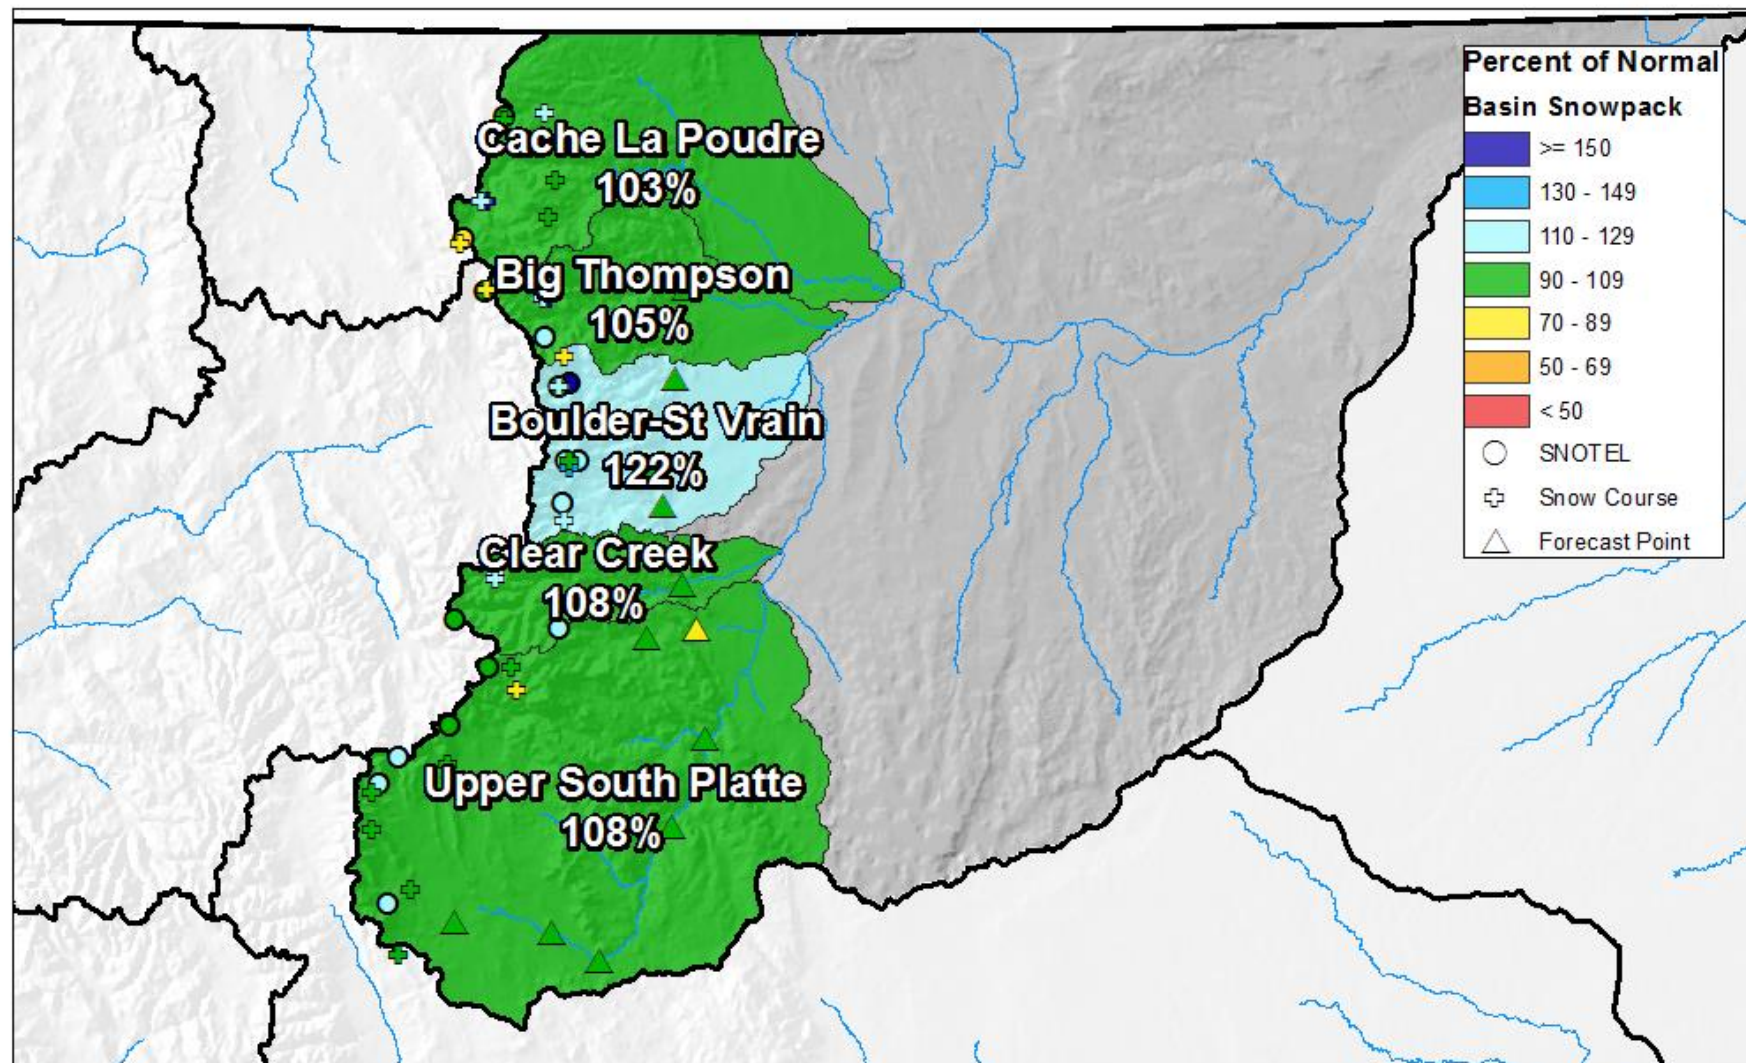 Cache La Poudre
103%
Big Thompson
105%
Boulder-St Vrain
122%
Clear Creek
108%
Upper South Platte
108%
Percent of Normal
Basin Snowpack
>= 150
130 - 149
110 - 129
90 - 109
70 - 89
50 - 69
< 50
SNOTEL
Snow Course
Forecast Point